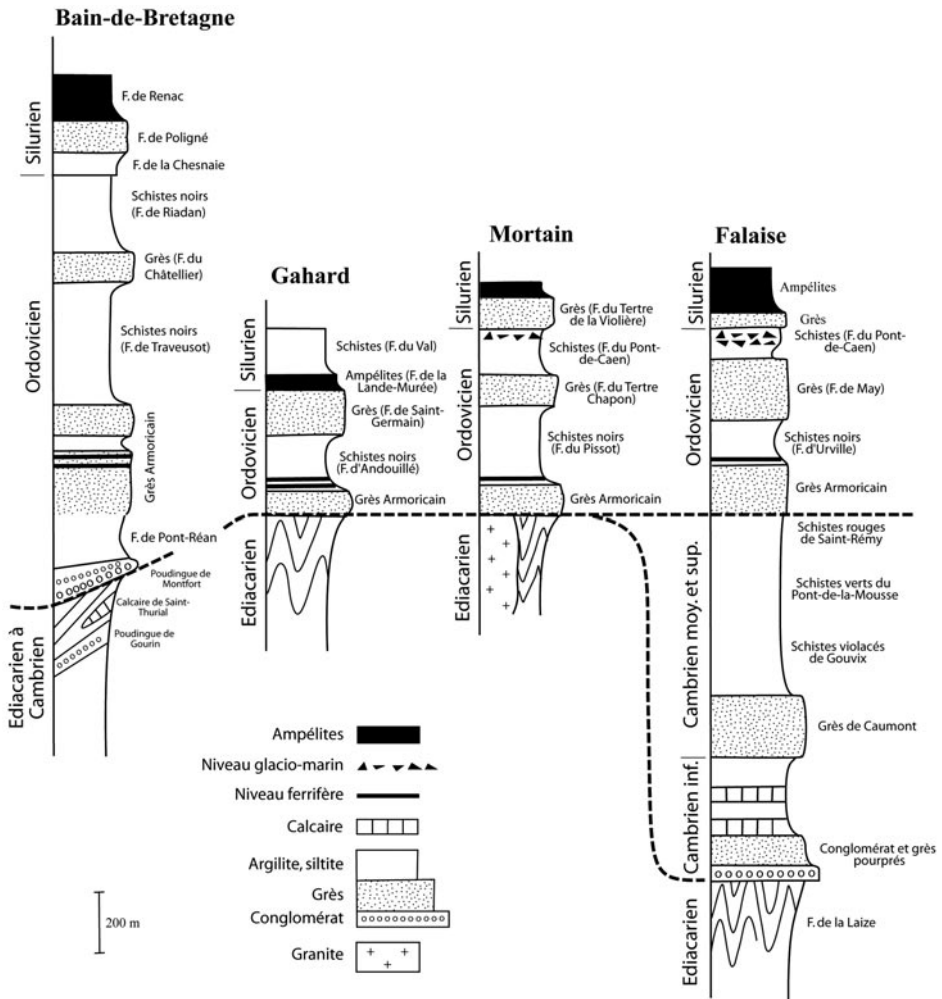 Bain-de-Bretagne
Silurien
F. de Renac
F. de Poligné
F. de la Chesnaie
Ordovicien
Schistes noirs
(F. de Riadan)
Grès (F. du
Châtellier)
Schistes noirs
(F. de Traveusot)
Grès Armoricain
F. de Pont-Réan
Poudingue de
Montfort
Calcaire de Saint-
Thurial
Poudingue de
Gourin
Ediacarien à
Cambrien
Gahard
Silurien
Schistes (F. du Val)
Ampélites (F. de la
Lande-Murée)
Ordovicien
Grès (F. de Saint-
Germain)
Schistes noirs
(F. d'Andouillé)
Grès Armoricain
Ediacarien
Mortain
Silurien
Grès (F. du Tertre
de la Violière)
Ordovicien
Schistes (F. du Pont-
de-Caen)
Grès (F. du Tertre
Chapon)
Schistes noirs
(F. du Pissot)
Grès Armoricain
Ediacarien
Falaise
Silurien
Ampélites
Grès
Ordovicien
Schistes (F. du Pont-
de-Caen)
Grès (F. de May)
Schistes noirs
(F. d'Urville)
Grès Armoricain
Cambrien moy. et sup.
Schistes rouges
de Saint-Rémy
Schistes verts du
Pont-de-la-Mousse
Schistes violacés
de Gouvix
Grès de Caumont
Cambrien inf.
Conglomérat et grès
pourprés
Ediacarien
F. de la Laize
Ampélites
Niveau glacio-marin
Niveau ferrifère
Calcaire
Argilite, siltite
Grès
Conglomérat
Granite
200 m